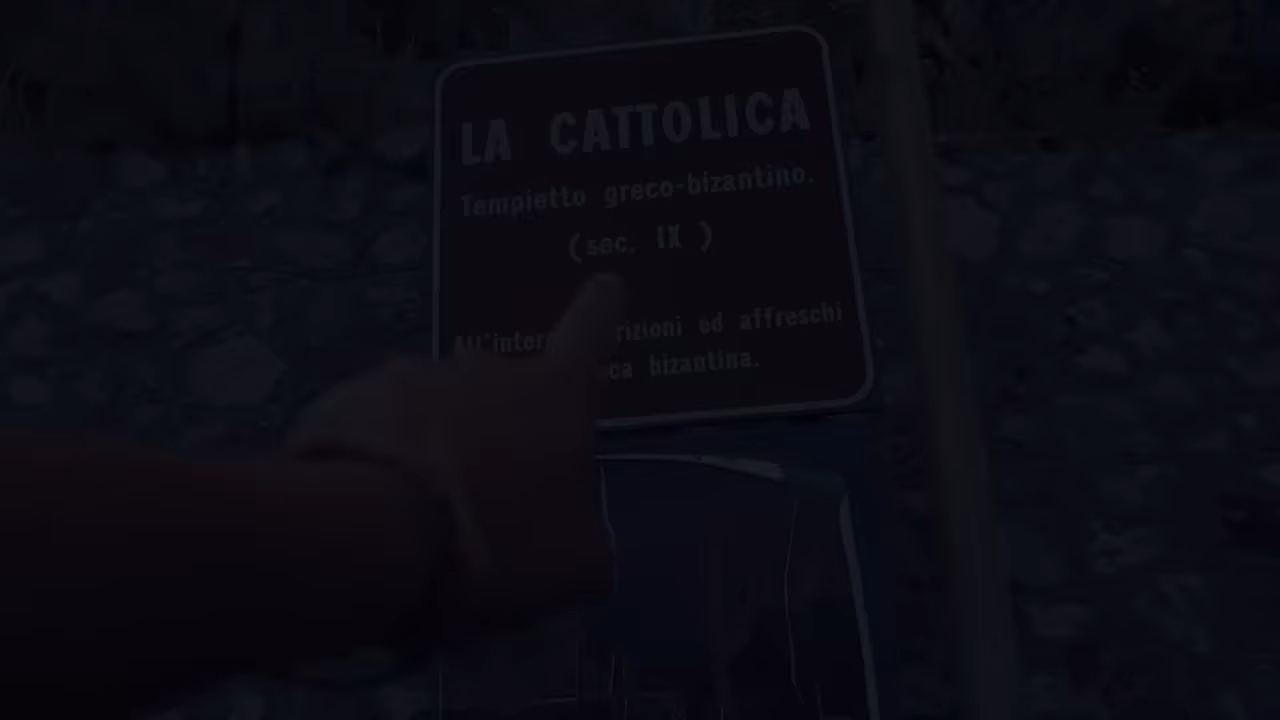 LA CATTOLICA
Tempietto greco-bizantino.
(sec. IX )
rizioni ed affreschi
bizantina.